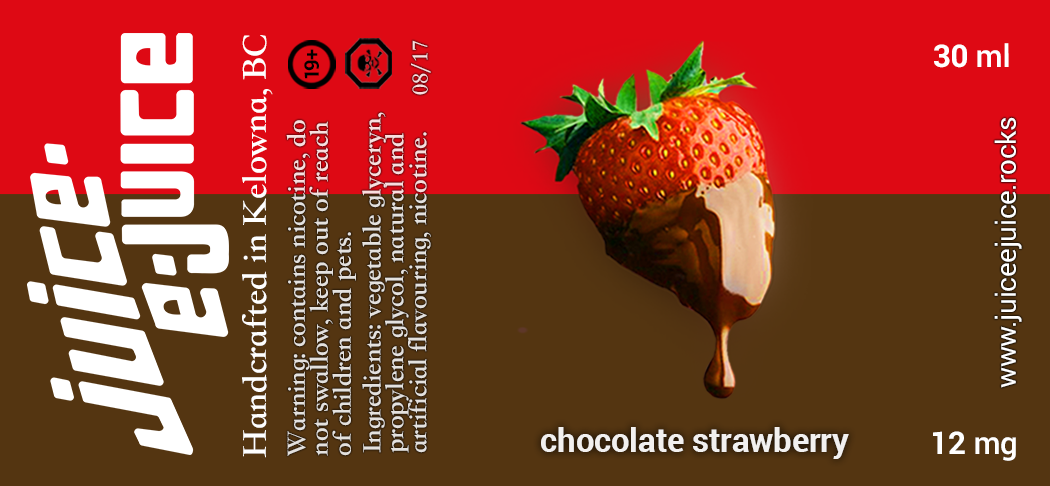 juice·
e·juice
Handcrafted in Kelowna, BC
19+
Warning: contains nicotine, do
not swallow, keep out of reach
of children and pets.
Ingredients: vegetable glyceryn,
propylene glycol, natural and
artificial flavouring, nicotine.
08/17
chocolate strawberry
30 ml
www.juiceejuice.rocks
12 mg